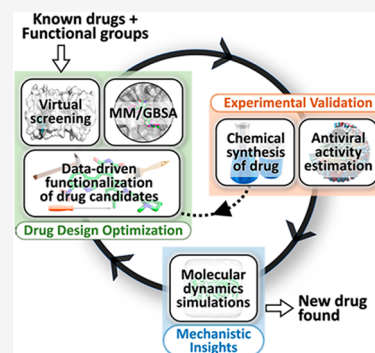 Known drugs +
Functional groups
Virtual
screening
MM/GBSA
Data-driven
functionalization
of drug candidates
Drug Design Optimization
Experimental Validation
Chemical
synthesis
of drug
Antiviral
activity
estimation
Molecular
dynamics
simulations
Mechanistic
Insights
New drug
found